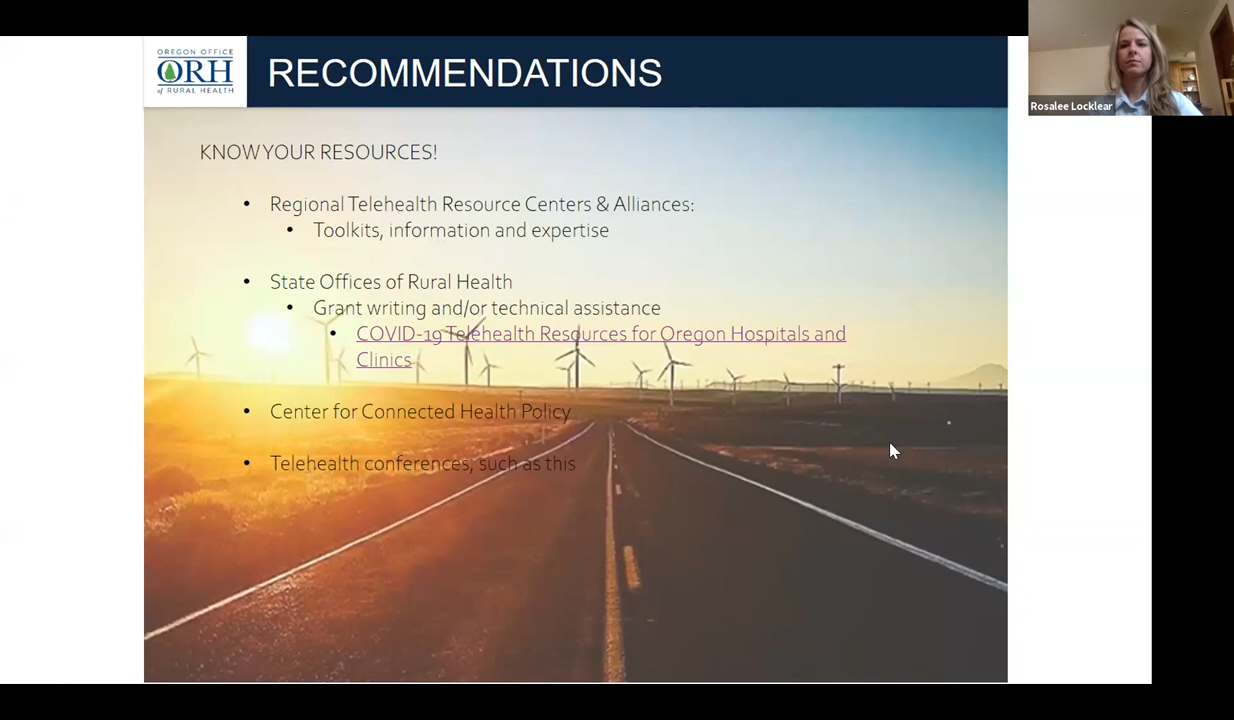 OREGON OFFICE
ORH
of RURAL HEALTH
RECOMMENDATIONS
Rosalee Locklear
KNOW YOUR RESOURCES!
• Regional Telehealth Resource Centers & Alliances:
• Toolkits, information and expertise
• State Offices of Rural Health
• Grant writing and/or technical assistance
• COVID-19 Telehealth Resources for Oregon Hospitals and
Clinics
• Center for Connected Health Policy
• Telehealth conferences, such as this